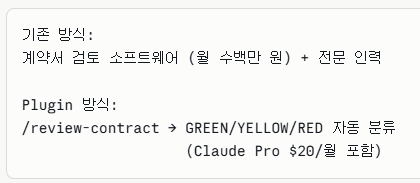 기존 방식:
계약서 검토 소프트웨어 (월 수백만 원) + 전문 인력
Plugin 방식:
/review-contract → GREEN/YELLOW/RED 자동 분류
(Claude Pro $20/월 포함)